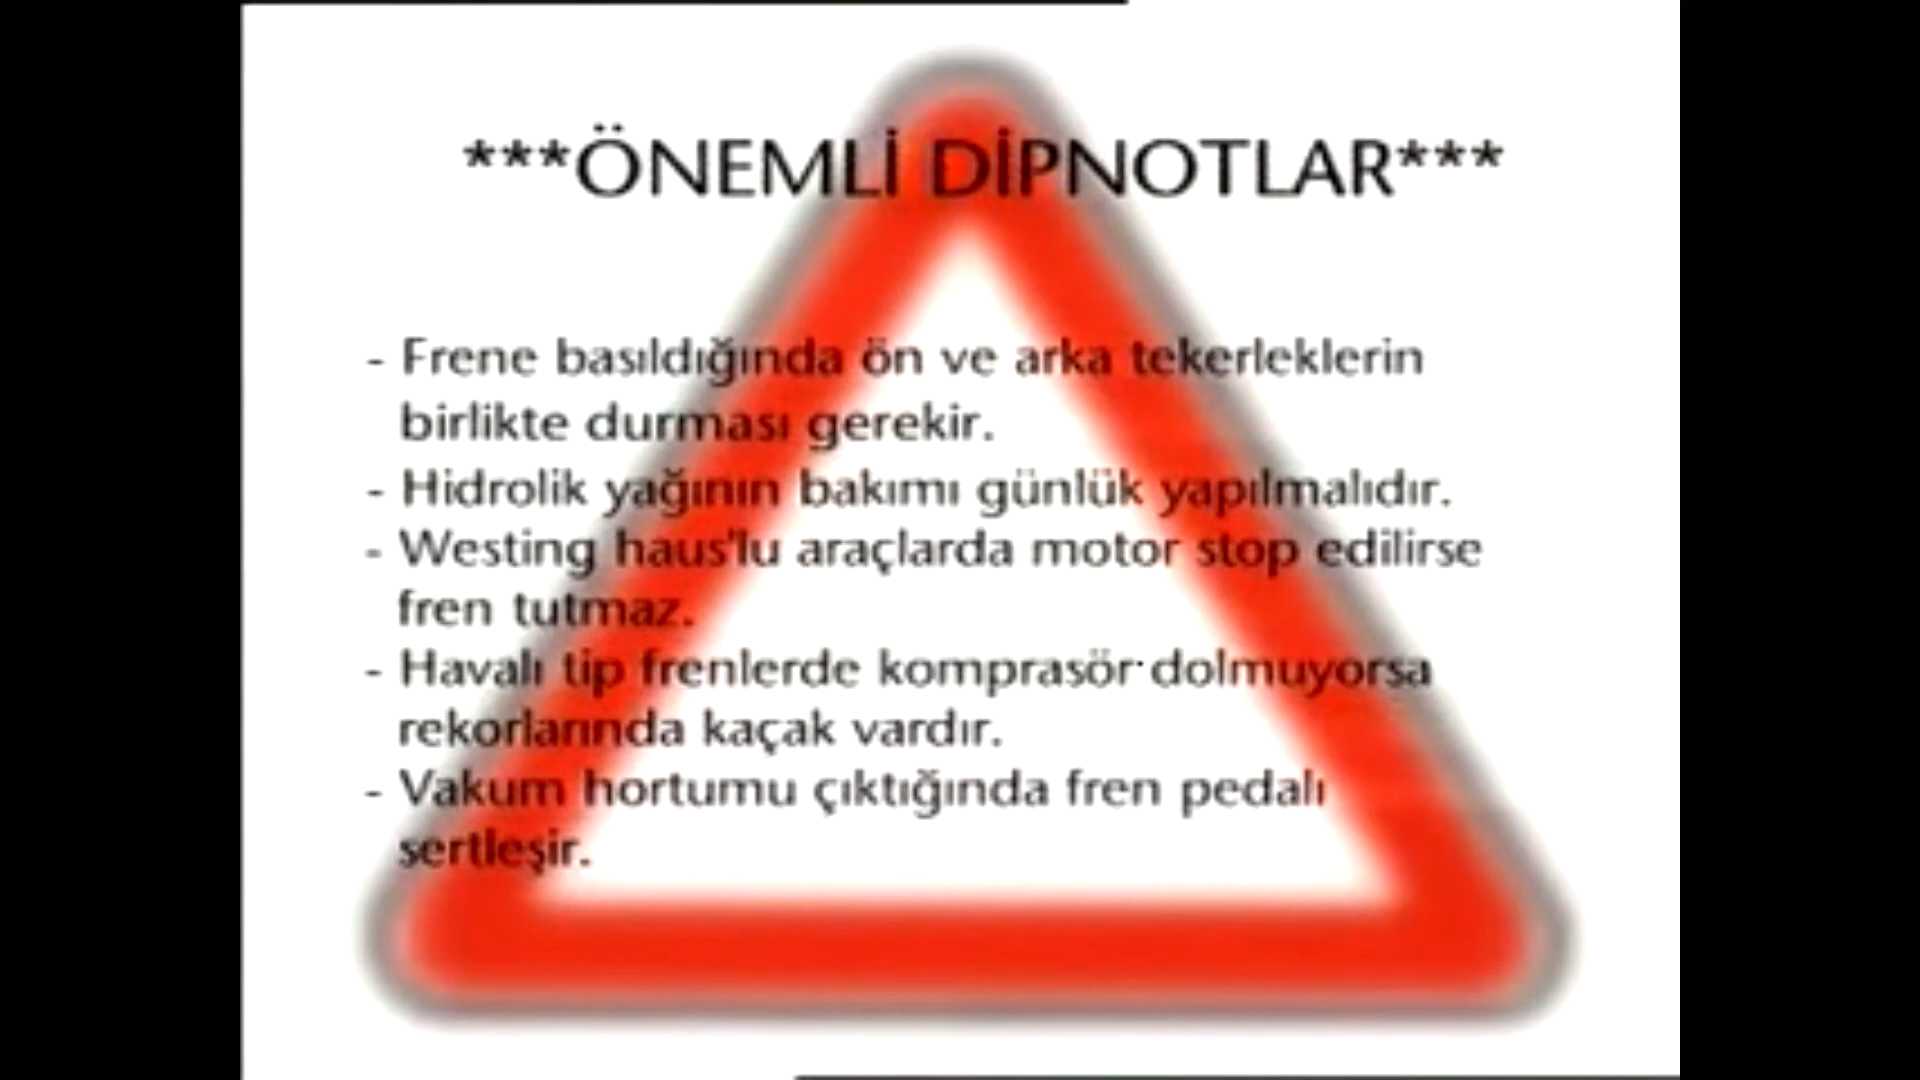 ***ÖNEMLİ DİPNOTLAR***
- Frene basıldığında ön ve arka tekerleklerin
birlikte durması gerekir.
- Hidrolik yağının bakımı günlük yapılmalıdır.
- Westing haus'lu araçlarda motor stop edilirse
fren tutmaz.
- Havalı tip frenlerde komprasör dolmuyorsa
rekorlarında kaçak vardır.
- Vakum hortumu çıktığında fren pedalı
sertleşir.